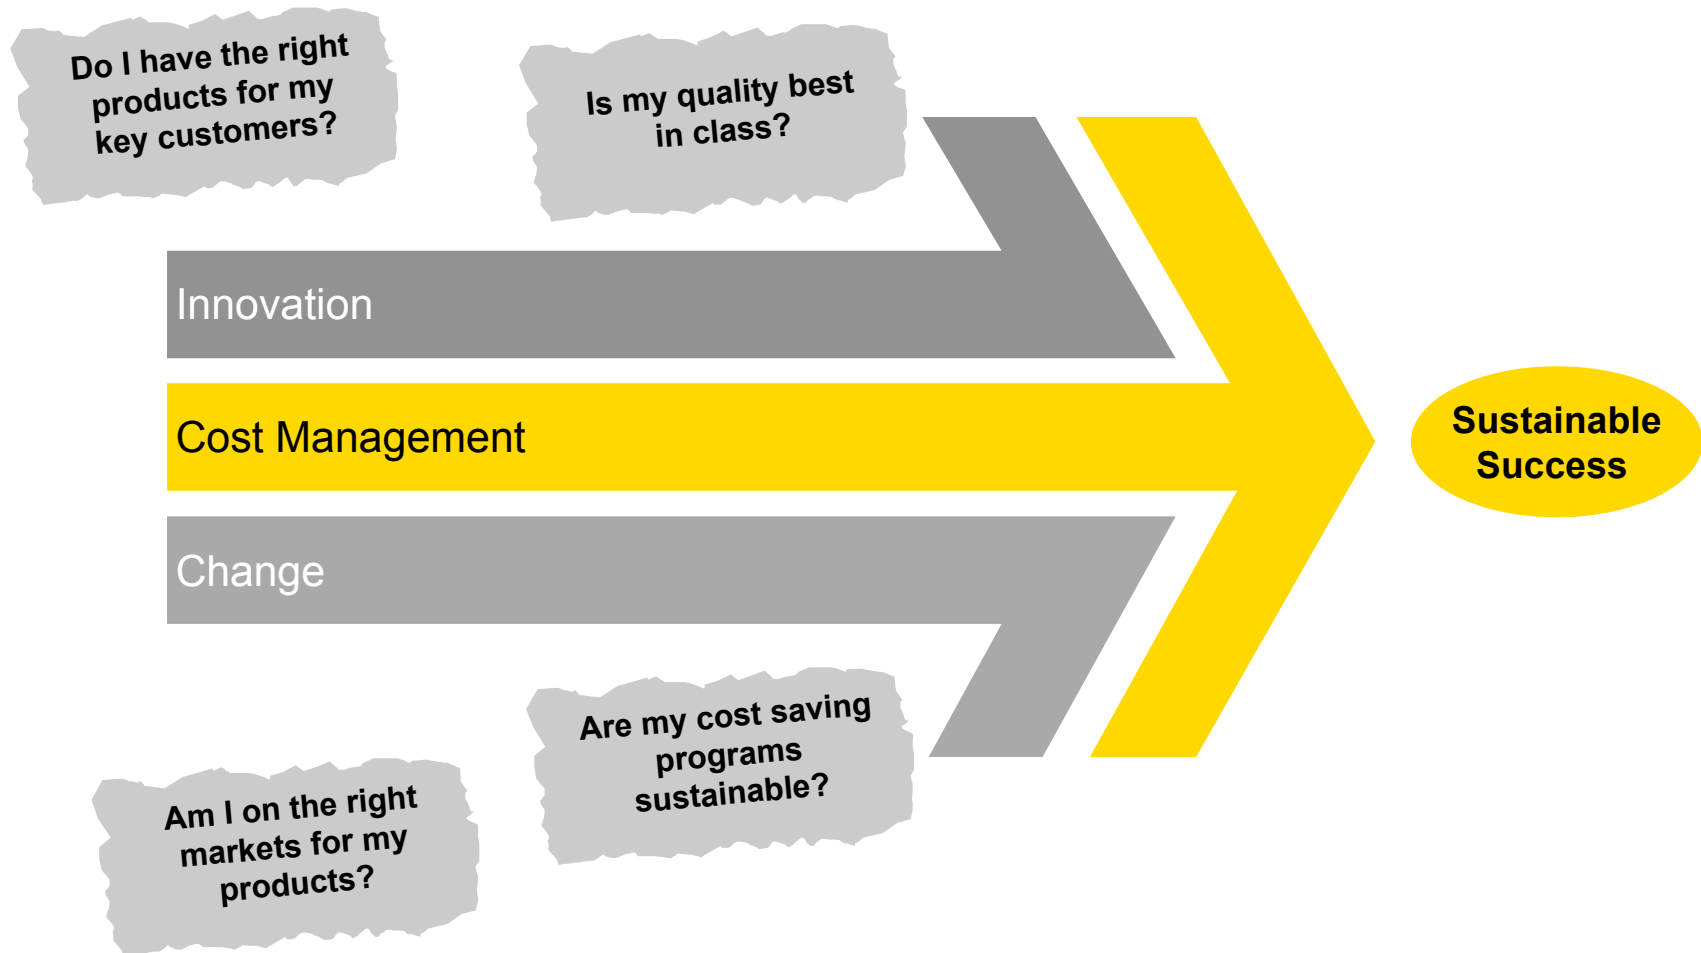 Do I have the right
products for my
key customers?
Is my quality best
in class?
Innovation
Cost Management
Change
Sustainable
Success
Are my cost saving
programs
sustainable?
Am I on the right
markets for my
products?